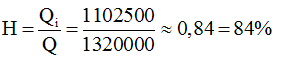 H = Qi/Q = 1102500/1320000 ≈ 0,84 = 84%